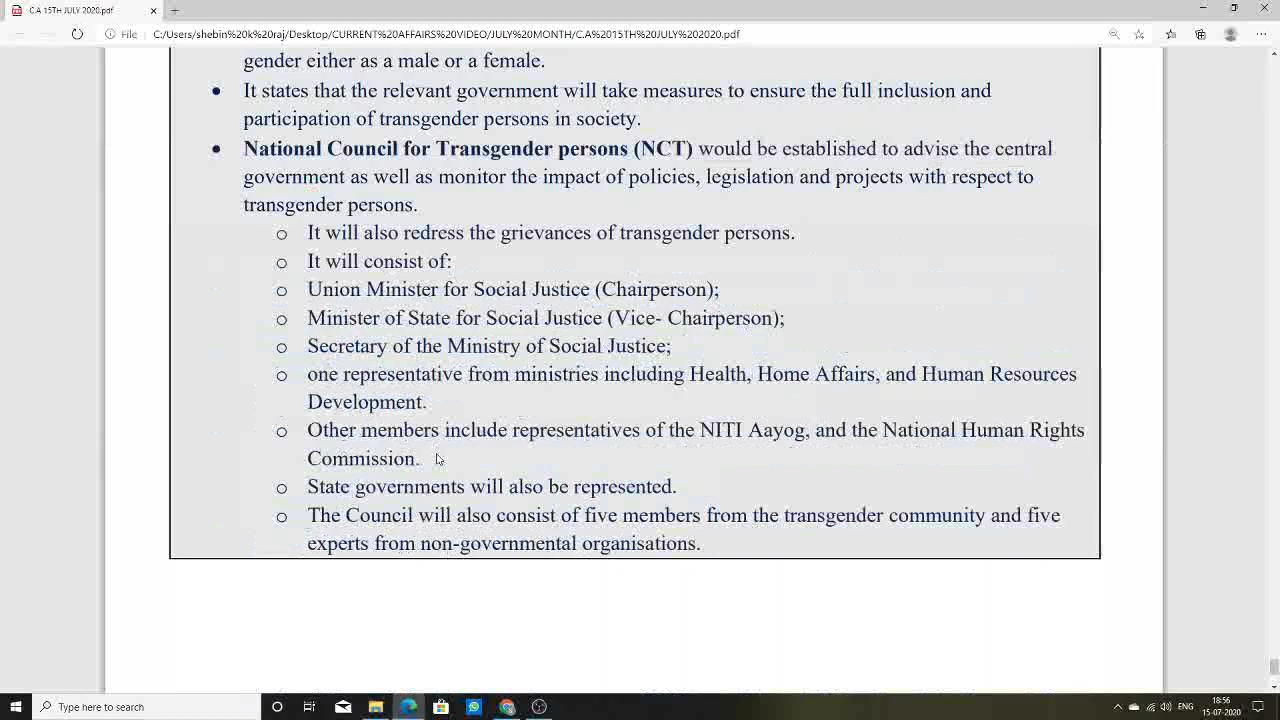 C.A 15TH JULY 2020.pdf
File
C:/Users/shebin%20k%20raj/Desktop/CURRENT%20AFFAIRS%20VIDEO/JULY%20MONTH/C.A%2015TH%20JULY%202020.pdf
gender either as a male or a female.
• It states that the relevant government will take measures to ensure the full inclusion and
participation of transgender persons in society.
• National Council for Transgender persons (NCT) would be established to advise the central
government as well as monitor the impact of policies, legislation and projects with respect to
transgender persons.
o It will also redress the grievances of transgender persons.
o It will consist of:
o Union Minister for Social Justice (Chairperson);
o Minister of State for Social Justice (Vice- Chairperson);
o Secretary of the Ministry of Social Justice;
o one representative from ministries including Health, Home Affairs, and Human Resources
Development.
o Other members include representatives of the NITI Aayog, and the National Human Rights
Commission.
o State governments will also be represented.
o The Council will also consist of five members from the transgender community and five
experts from non-governmental organisations.
Type here to search
ENG
18:56
15-07-2020